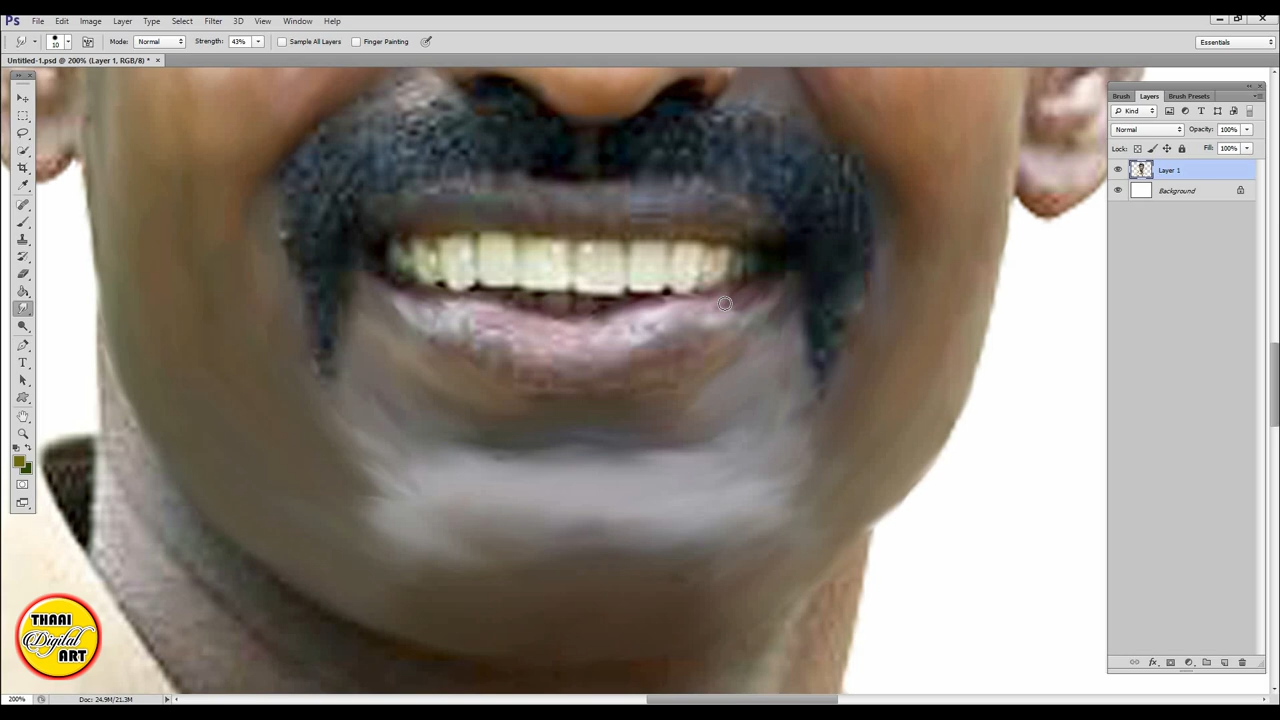 Ps File Edit Image Layer Type Select Filter 3D View Window Help
10 Mode: Normal Strength: 43% Sample All Layers Finger Painting Essentials
Untitled-1.psd @ 200% (Layer 1, RGB/8) * ×
Brush Layers Brush Presets
Kind
Normal Opacity: 100%
Lock: Fill: 100%
Layer 1
Background
T
THAAI
Digital
ART
fx
200% Doc: 24.9M/21.3M